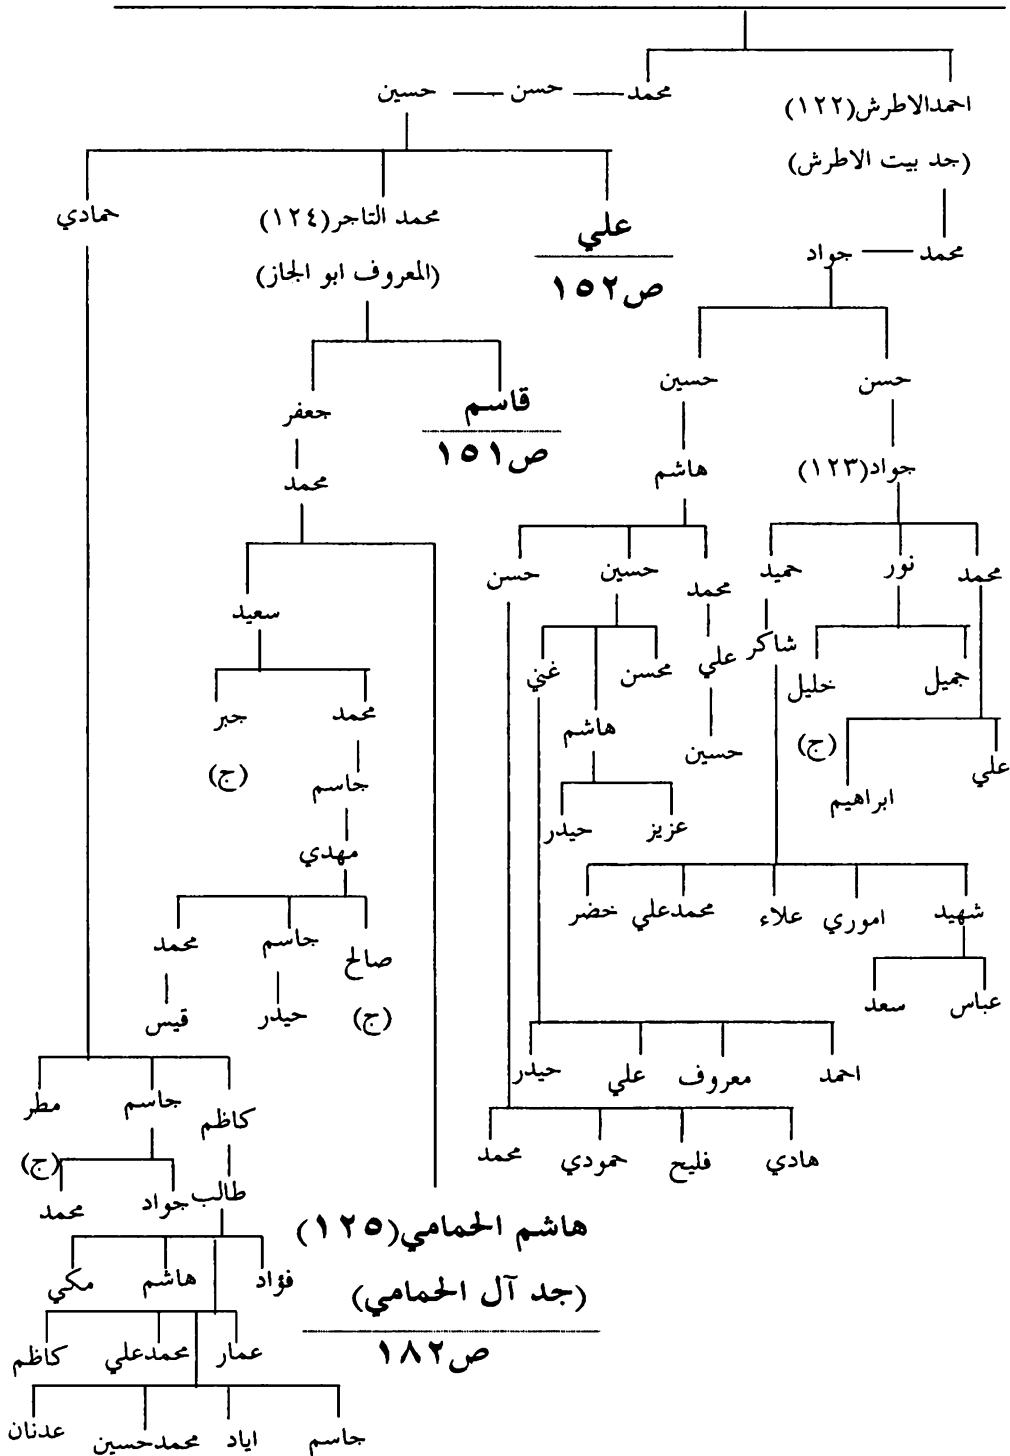 محمد — حسن — حسين
احمد الاطرش (١٢٢)
(جد بيت الاطرش)
حمادي
محمد التاجر (١٢٤)
(المعروف ابو الجاز)
علي
ص١٥٢
محمد — جواد
حسين
حسن
جعفر
قاسم
ص١٥١
هاشم
جواد (١٢٣)
محمد
محمد
نور
حميد
محمد
حسين
حسن
سعيد
جميل
خليل
شاكر
علي
محسن
غني
محمد
جبر
(ج)
(ج)
هاشم
حسين
علي
ابراهيم
جاسم
عزيز
حيدر
مهدي
شهيد
اموري
علاء
محمدعلي
خضر
صالح
جاسم
محمد
(ج)
حيدر
قيس
عباس
سعد
احمد
معروف
علي
حيدر
كاظم
جاسم
مطر
(ج)
هادي
فليح
حمودي
محمد
طالب
جواد
محمد
هاشم الحمامي (١٢٥)
(جد آل الحمامي)
ص١٨٢
فؤاد
هاشم
مكي
عمار
محمدعلي
كاظم
جاسم
اياد
محمدحسين
عدنان